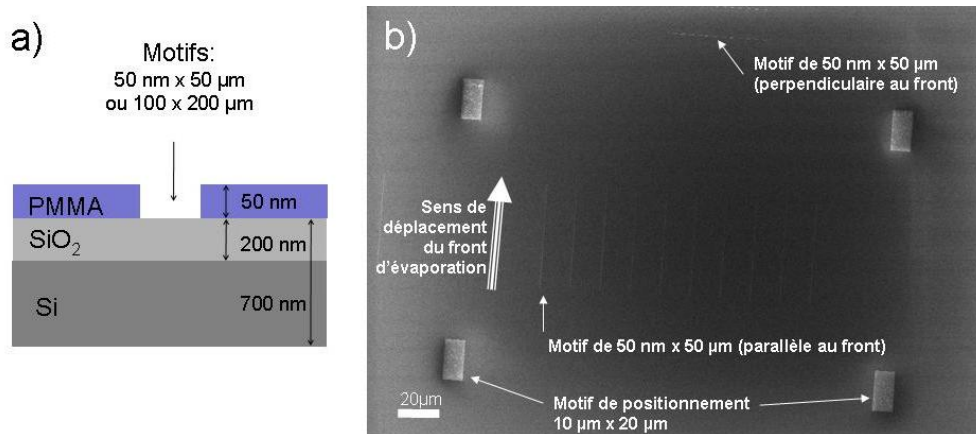 a)
Motifs:
50 nm x 50 µm
ou 100 x 200 µm
PMMA
50 nm
SiO2
200 nm
Si
700 nm
b)
Motif de 50 nm x 50 µm
(perpendiculaire au front)
Sens de
déplacement
du front
d'évaporation
Motif de 50 nm x 50 µm (parallèle au front)
20µm
Motif de positionnement
10 µm x 20 µm